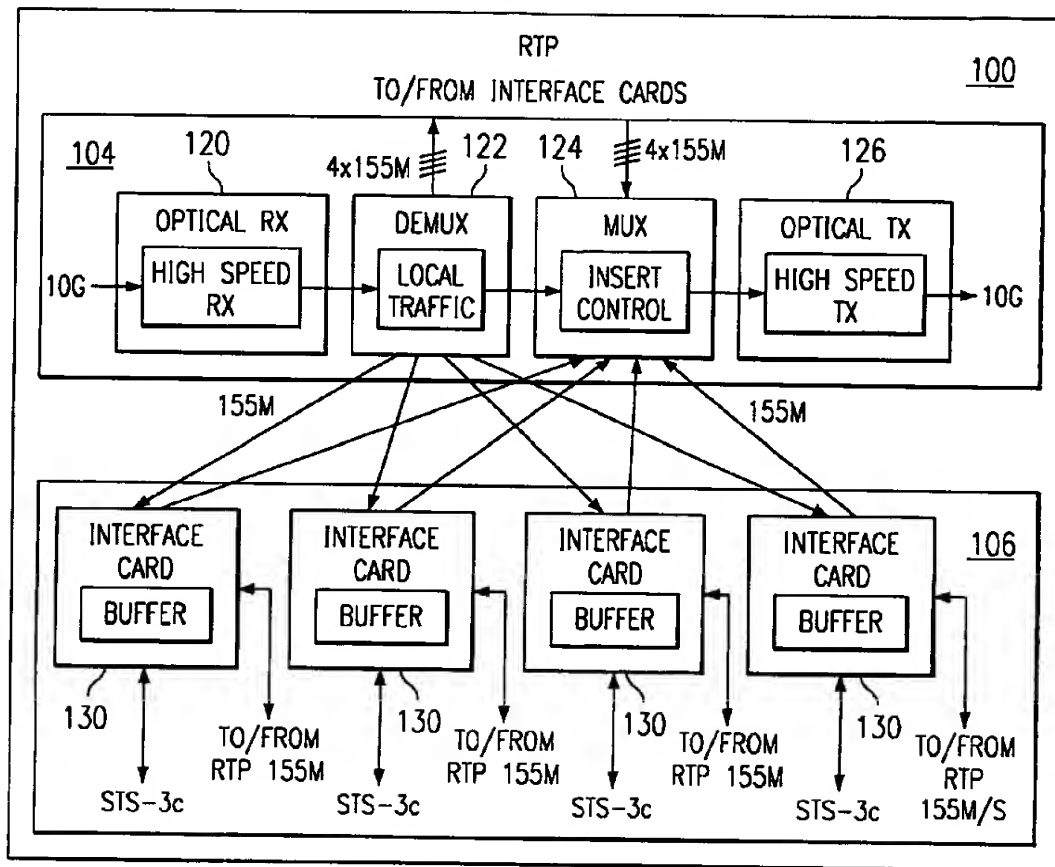 RTP
100
TO/FROM INTERFACE CARDS
104
120
4x155M
122
124
4x155M
126
OPTICAL RX
DEMUX
MUX
OPTICAL TX
10G
HIGH SPEED
RX
LOCAL
TRAFFIC
INSERT
CONTROL
HIGH SPEED
TX
10G
155M
155M
106
INTERFACE
CARD
BUFFER
INTERFACE
CARD
BUFFER
INTERFACE
CARD
BUFFER
INTERFACE
CARD
BUFFER
130
130
130
130
TO/FROM
RTP 155M
TO/FROM
RTP 155M
TO/FROM
RTP 155M
TO/FROM
RTP
155M/S
STS-3c
STS-3c
STS-3c
STS-3c